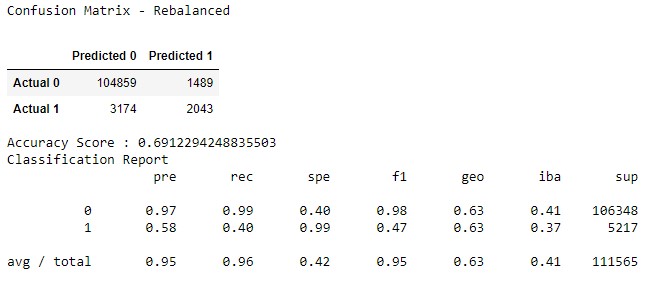 Confusion Matrix - Rebalanced
Predicted 0 Predicted 1
Actual 0 104859 1489
Actual 1 3174 2043
Accuracy Score : 0.6912294248835503
Classification Report
pre rec spe f1 geo iba sup
0 0.97 0.99 0.40 0.98 0.63 0.41 106348
1 0.58 0.40 0.99 0.47 0.63 0.37 5217
avg / total 0.95 0.96 0.42 0.95 0.63 0.41 111565